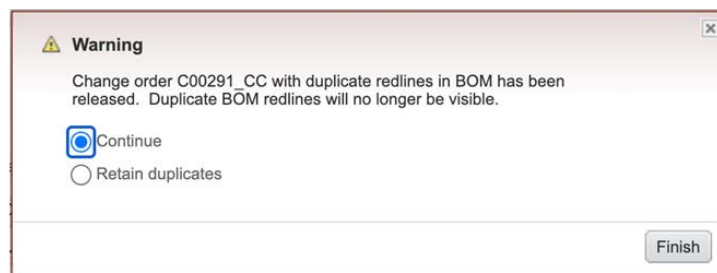 Warning
Change order C00291_CC with duplicate redlines in BOM has been
released.  Duplicate BOM redlines will no longer be visible.
Continue
Retain duplicates
Finish